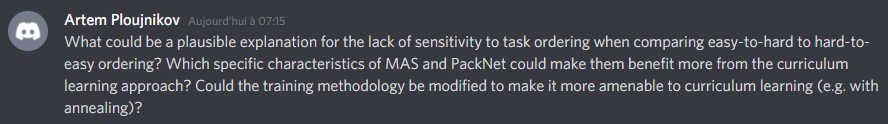 Artem Ploujnikov Aujourd'hui à 07:15
What could be a plausible explanation for the lack of sensitivity to task ordering when comparing easy-to-hard to hard-
easy ordering? Which specific characteristics of MAS and PackNet could make them benefit more from the curriculum
learning approach? Could the training methodology be modified to make it more amenable to curriculum learning (e.g. with
annealing)?